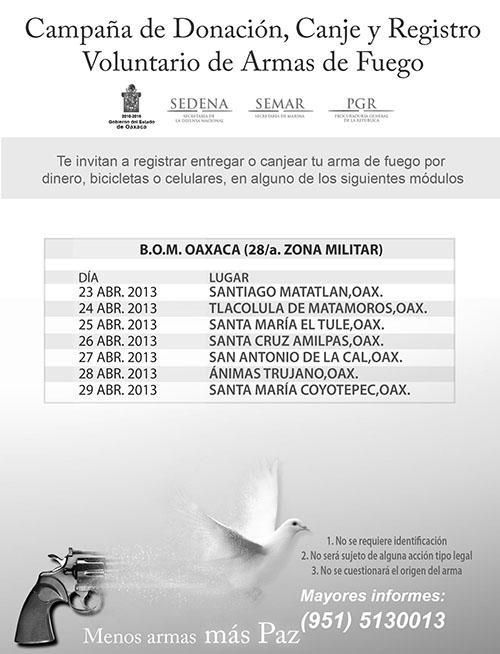 Campaña de Donación, Canje y Registro
Voluntario de Armas de Fuego
2010-2016
Gobierno del Estado
de Oaxaca
SEDENA
SECRETARÍA DE
LA DEFENSA NACIONAL
SEMAR
SECRETARÍA DE MARINA
PGR
PROCURADURÍA GENERAL
DE LA REPÚBLICA
Te invitan a registrar entregar o canjear tu arma de fuego por
dinero, bicicletas o celulares, en alguno de los siguientes módulos
B.O.M. OAXACA (28/a. ZONA MILITAR)
DÍA LUGAR
23 ABR. 2013 SANTIAGO MATATLAN,OAX.
24 ABR. 2013 TLACOLULA DE MATAMOROS,OAX.
25 ABR. 2013 SANTA MARÍA EL TULE,OAX.
26 ABR. 2013 SANTA CRUZ AMILPAS,OAX.
27 ABR. 2013 SAN ANTONIO DE LA CAL,OAX.
28 ABR. 2013 ÁNIMAS TRUJANO,OAX.
29 ABR. 2013 SANTA MARÍA COYOTEPEC,OAX.
1. No se requiere identificación
2. No será sujeto de alguna acción tipo legal
3. No se cuestionará el origen del arma
Mayores informes:
(951) 5130013
Menos armas más Paz